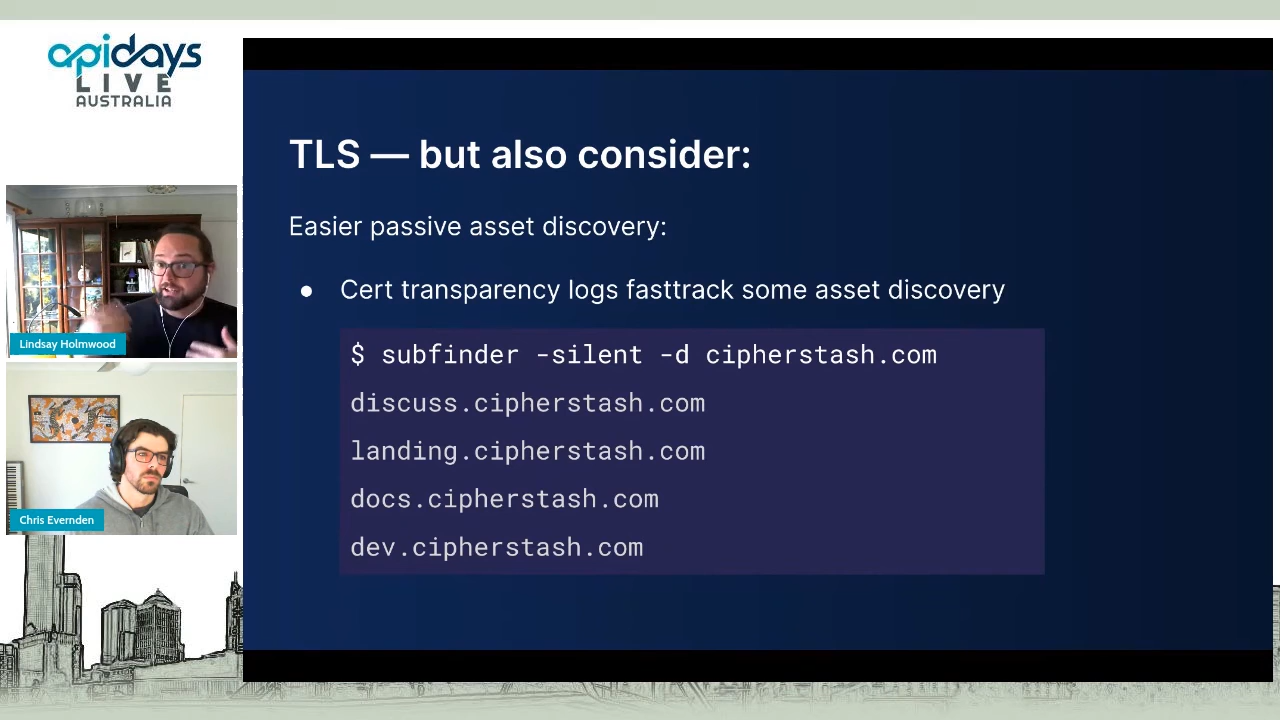 apidays
LIVE
AUSTRALIA
Lindsay Holmwood
Chris Evernden
TLS — but also consider:
Easier passive asset discovery:
● Cert transparency logs fasttrack some asset discovery
$ subfinder -silent -d cipherstash.com
discuss.cipherstash.com
landing.cipherstash.com
docs.cipherstash.com
dev.cipherstash.com